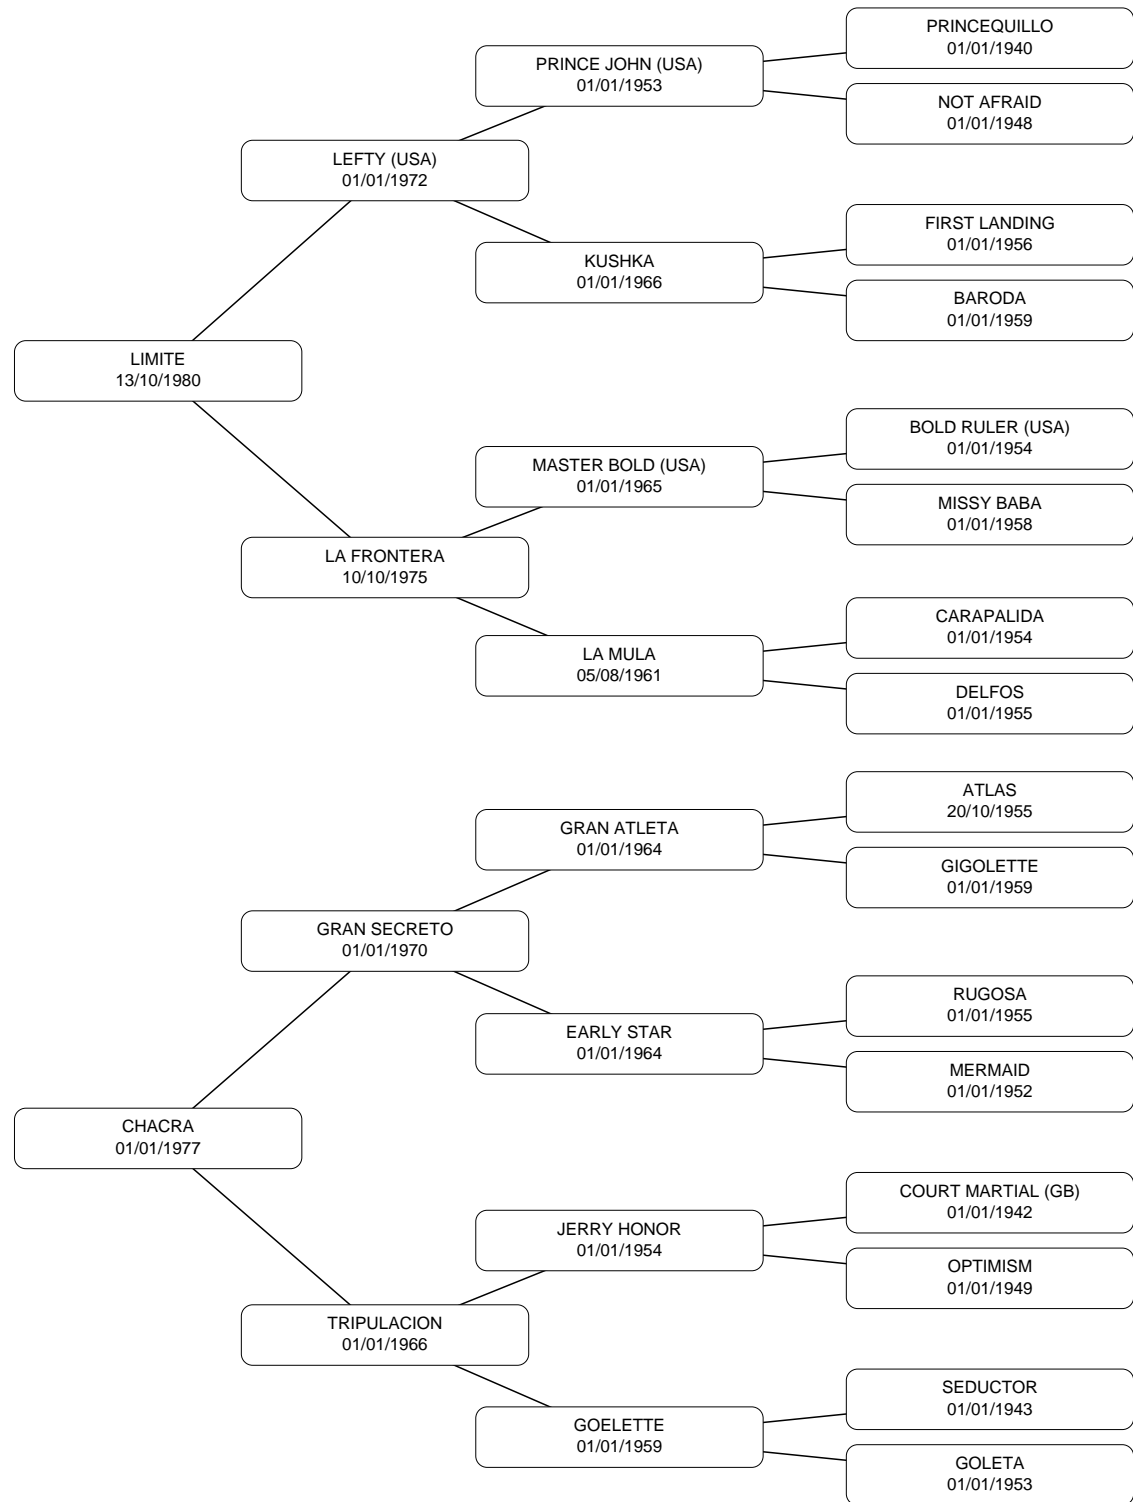 PRINCEQUILLO
01/01/1940
PRINCE JOHN (USA)
01/01/1953
NOT AFRAID
01/01/1948
LEFTY (USA)
01/01/1972
FIRST LANDING
01/01/1956
KUSHKA
01/01/1966
BARODA
01/01/1959
LIMITE
13/10/1980
BOLD RULER (USA)
01/01/1954
MASTER BOLD (USA)
01/01/1965
MISSY BABA
01/01/1958
LA FRONTERA
10/10/1975
CARAPALIDA
01/01/1954
LA MULA
05/08/1961
DELFOS
01/01/1955
ATLAS
20/10/1955
GRAN ATLETA
01/01/1964
GIGOLETTE
01/01/1959
GRAN SECRETO
01/01/1970
RUGOSA
01/01/1955
EARLY STAR
01/01/1964
MERMAID
01/01/1952
CHACRA
01/01/1977
COURT MARTIAL (GB)
01/01/1942
JERRY HONOR
01/01/1954
OPTIMISM
01/01/1949
TRIPULACION
01/01/1966
SEDUCTOR
01/01/1943
GOELETTE
01/01/1959
GOLETA
01/01/1953